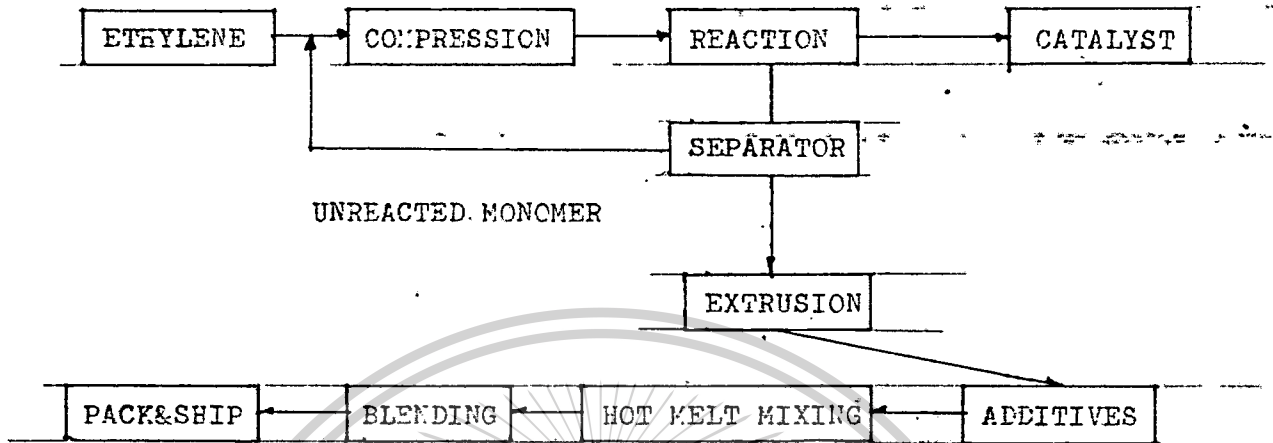 ETHYLENE COMPRESSION REACTION CATALYST
SEPARATOR
UNREACTED MONOMER
EXTRUSION
PACK&SHIP BLENDING HOT MELT MIXING ADDITIVES